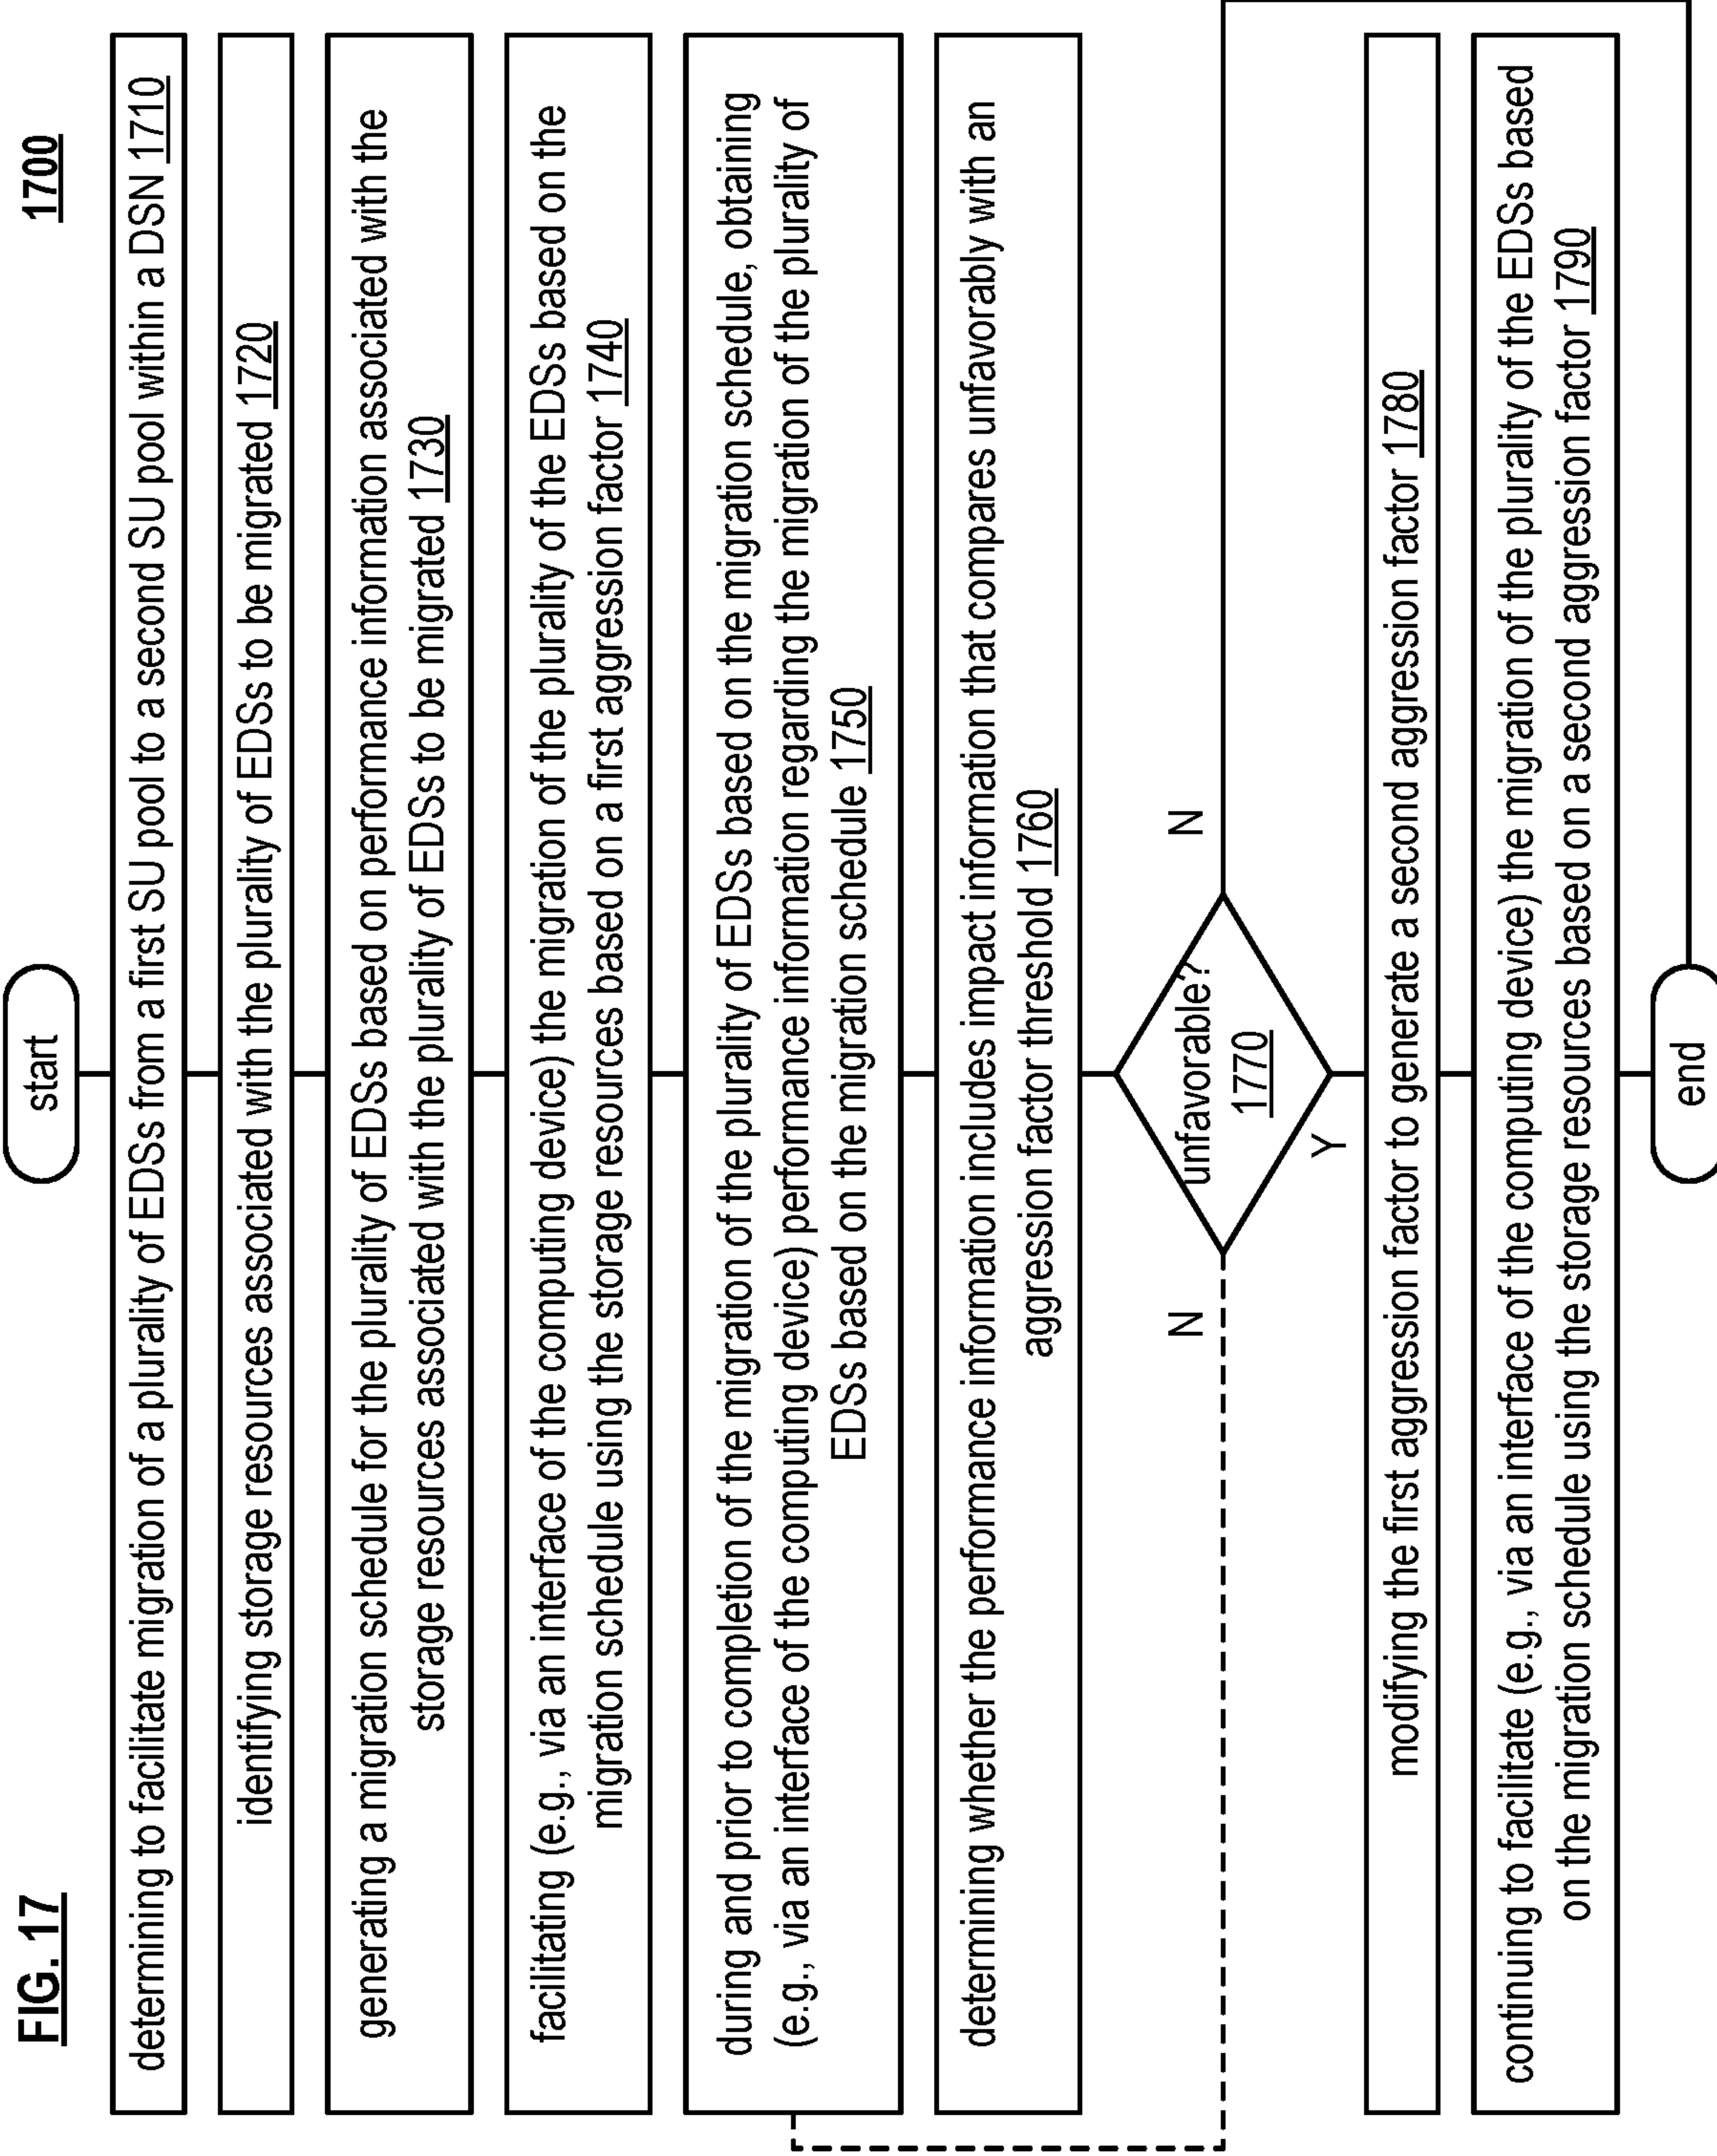 FIG. 17
1700
start
determining to facilitate migration of a plurality of EDSs from a first SU pool to a second SU pool within a DSN 1710
identifying storage resources associated with the plurality of EDSs to be migrated 1720
generating a migration schedule for the plurality of EDSs based on performance information associated with the
storage resources associated with the plurality of EDSs to be migrated 1730
facilitating (e.g., via an interface of the computing device) the migration of the plurality of the EDSs based on the
migration schedule using the storage resources based on a first aggression factor 1740
during and prior to completion of the migration of the plurality of EDSs based on the migration schedule, obtaining
(e.g., via an interface of the computing device) performance information regarding the migration of the plurality of
EDSs based on the migration schedule 1750
determining whether the performance information includes impact information that compares unfavorably with an
aggression factor threshold 1760
N
unfavorable?
1770
N
Y
modifying the first aggression factor to generate a second aggression factor 1780
continuing to facilitate (e.g., via an interface of the computing device) the migration of the plurality of the EDSs based
on the migration schedule using the storage resources based on a second aggression factor 1790
end